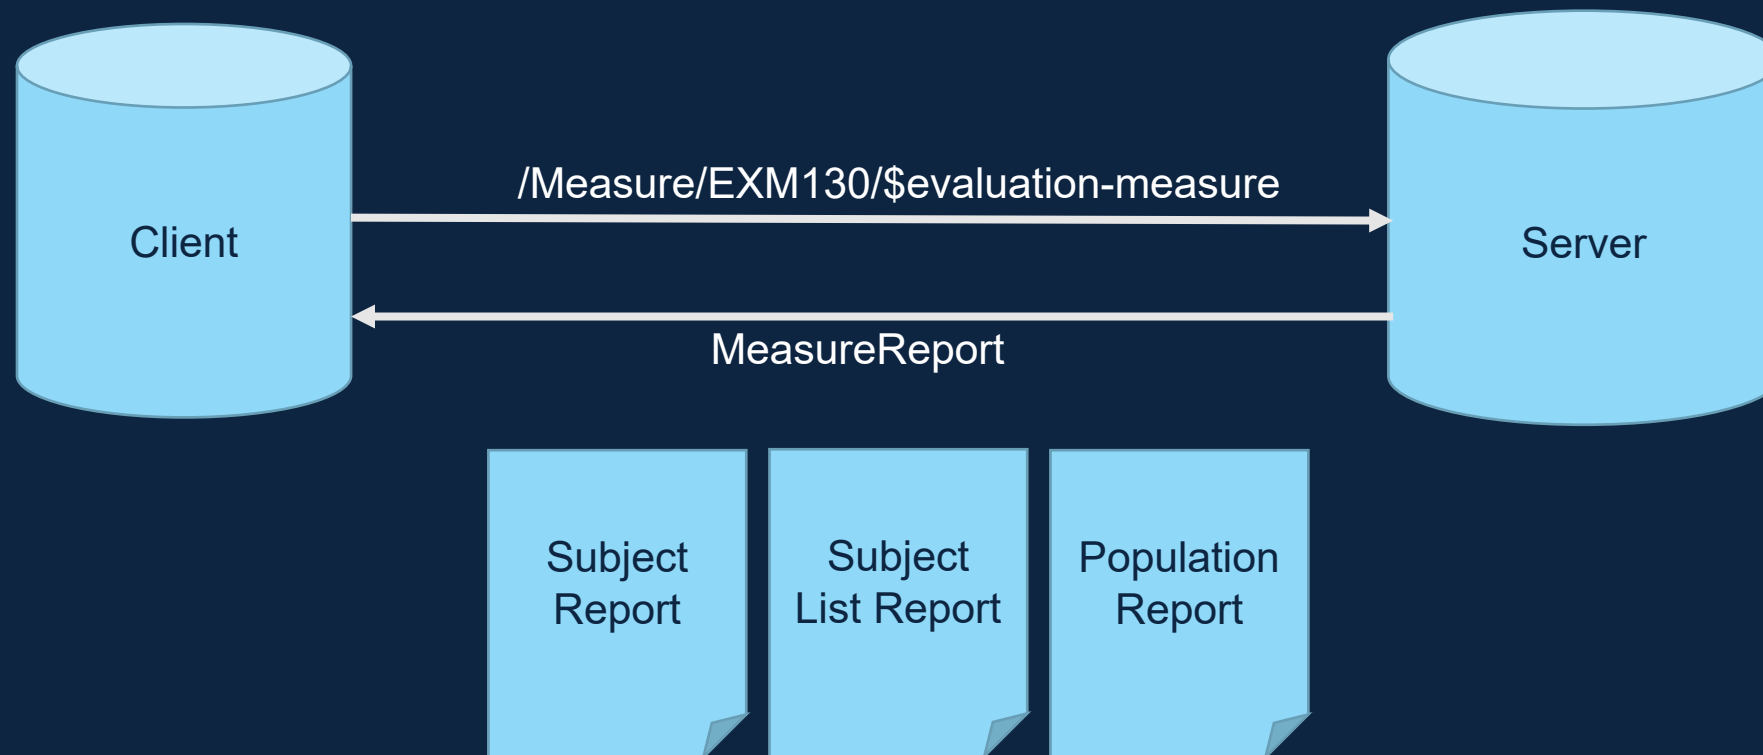 /Measure/EXM130/$evaluation-measure
Client
Server
MeasureReport
Subject
Report
Subject
List Report
Population
Report